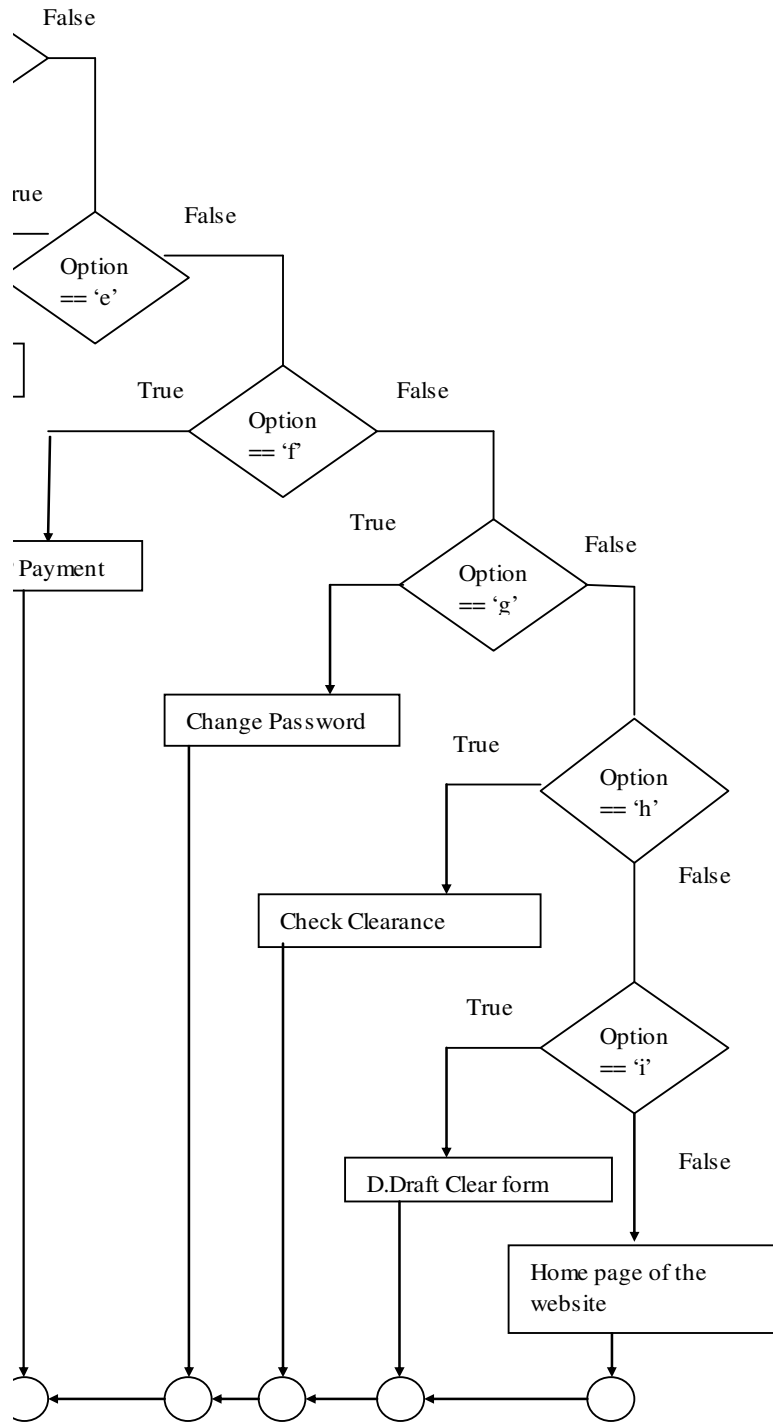 False
rue
False
Option
== ‘e’
True
False
Option
== ‘f’
True
False
Payment
Option
== ‘g’
Change Password
True
Option
== ‘h’
False
Check Clearance
True
Option
== ‘i’
False
D.Draft Clear form
Home page of the
website